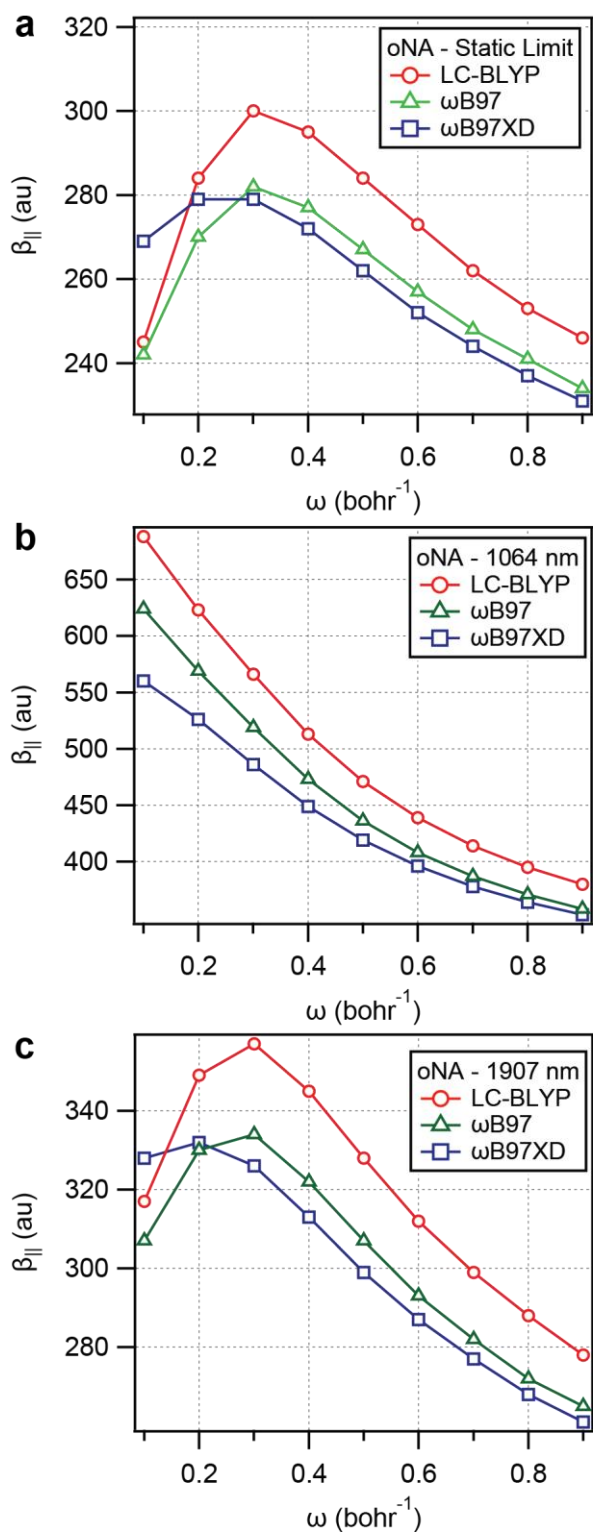 a
320
300
280
260
240
β|| (au)
oNA - Static Limit
LC-BLYP
ωB97
ωB97XD
0.2 0.4 0.6 0.8
ω (bohr-1)
b
650
600
550
500
450
400
β|| (au)
oNA - 1064 nm
LC-BLYP
ωB97
ωB97XD
0.2 0.4 0.6 0.8
ω (bohr-1)
c
340
320
300
280
β|| (au)
oNA - 1907 nm
LC-BLYP
ωB97
ωB97XD
0.2 0.4 0.6 0.8
ω (bohr-1)